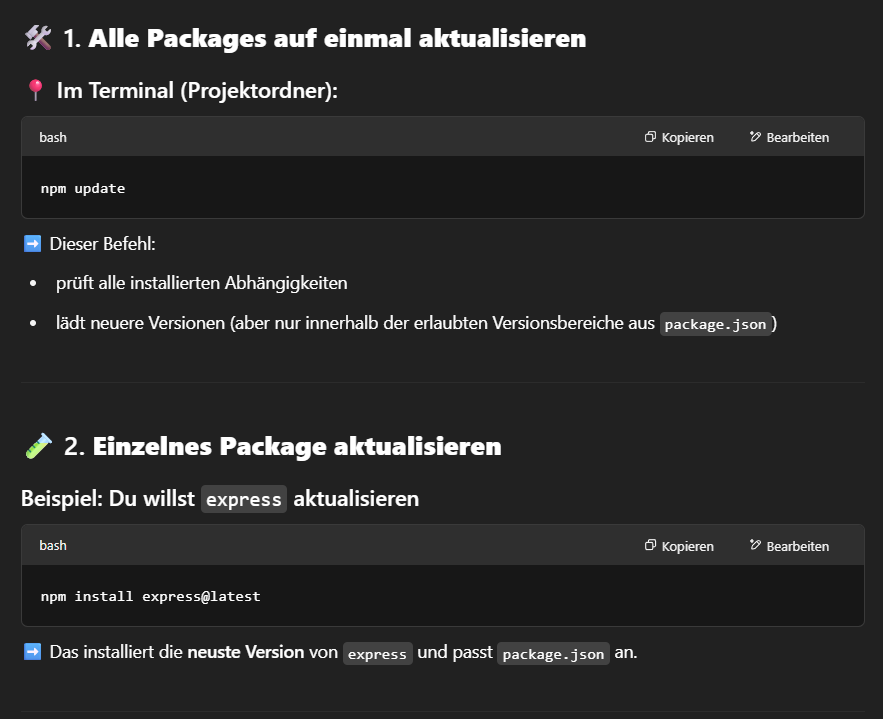 🛠️ 1. Alle Packages auf einmal aktualisieren
📍 Im Terminal (Projektordner):
bash Kopieren Bearbeiten
npm update
➡️ Dieser Befehl:
• prüft alle installierten Abhängigkeiten
• lädt neuere Versionen (aber nur innerhalb der erlaubten Versionsbereiche aus package.json)
🧪 2. Einzelnes Package aktualisieren
Beispiel: Du willst express aktualisieren
bash Kopieren Bearbeiten
npm install express@latest
➡️ Das installiert die neuste Version von express und passt package.json an.